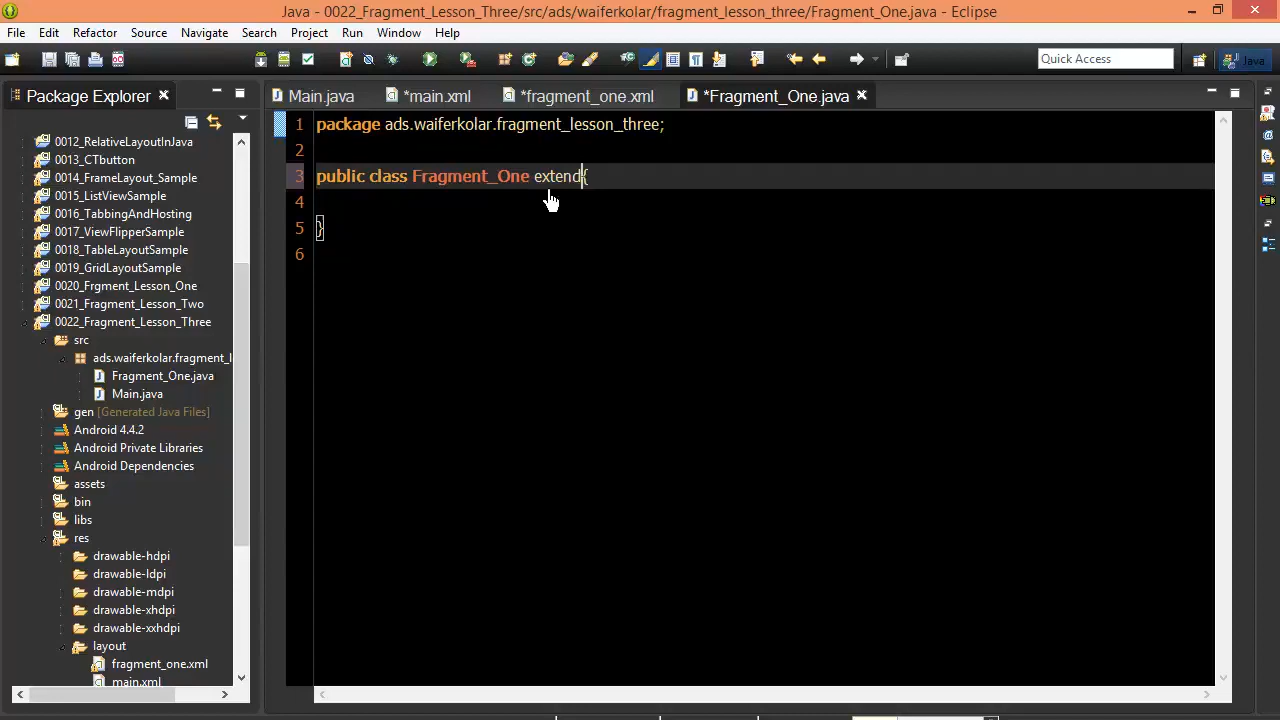 Java - 0022_Fragment_Lesson_Three/src/ads/waiferkolar/fragment_lesson_three/Fragment_One.java - Eclipse
File Edit Refactor Source Navigate Search Project Run Window Help
Quick Access
Java
Package Explorer
Main.java
*main.xml
*fragment_one.xml
*Fragment_One.java
0012_RelativeLayoutInJava
0013_CTbutton
0014_FrameLayout_Sample
0015_ListViewSample
0016_TabbingAndHosting
0017_ViewFlipperSample
0018_TableLayoutSample
0019_GridLayoutSample
0020_Frgment_Lesson_One
0021_Fragment_Lesson_Two
0022_Fragment_Lesson_Three
src
ads.waiferkolar.fragment_l
Fragment_One.java
Main.java
gen [Generated Java Files]
Android 4.4.2
Android Private Libraries
Android Dependencies
assets
bin
libs
res
drawable-hdpi
drawable-ldpi
drawable-mdpi
drawable-xhdpi
drawable-xxhdpi
layout
fragment_one.xml
main.xml
1 package ads.waiferkolar.fragment_lesson_three;
2
3 public class Fragment_One extend{
4
5 }
6